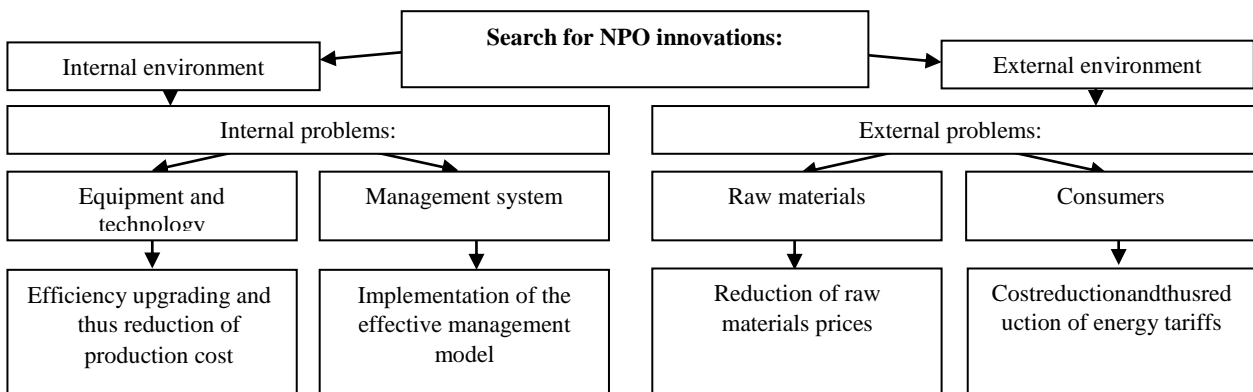 Search for NPO innovations:
Internal environment
External environment
Internal problems:
External problems:
Equipment and
technology
Management system
Raw materials
Consumers
Efficiency upgrading and
thus reduction of
production cost
Implementation of the
effective management
model
Reduction of raw
materials prices
Costreductionandthusred
uction of energy tariffs